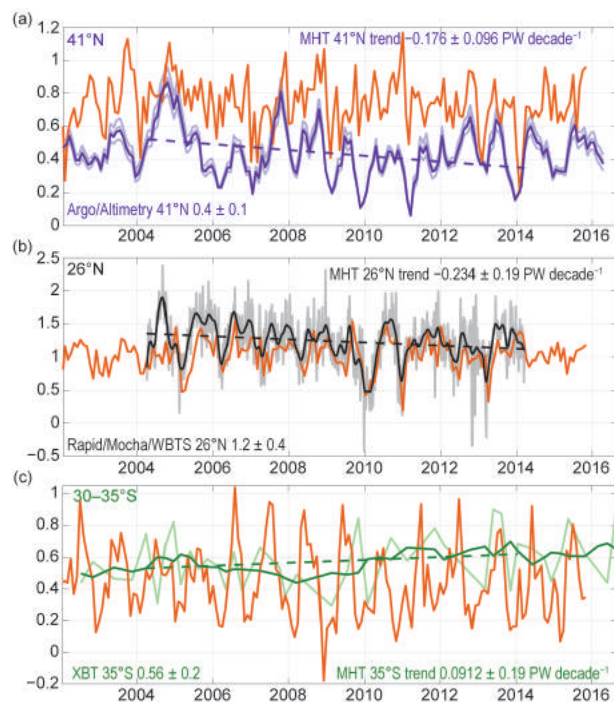 (a)
1.2
41°N
MHT 41°N trend −0.176 ± 0.096 PW decade⁻¹
1
0.8
0.6
0.4
0.2
Argo/Altimetry 41°N 0.4 ± 0.1
0
2004 2006 2008 2010 2012 2014 2016
(b)
2.5
26°N
MHT 26°N trend −0.234 ± 0.19 PW decade⁻¹
2
1.5
1
0.5
0
Rapid/Mocha/WBTS 26°N 1.2 ± 0.4
−0.5
2004 2006 2008 2010 2012 2014 2016
(c)
30–35°S
1
0.8
0.6
0.4
0.2
0
XBT 35°S 0.56 ± 0.2
MHT 35°S trend 0.0912 ± 0.19 PW decade⁻¹
−0.2
2004 2006 2008 2010 2012 2014 2016